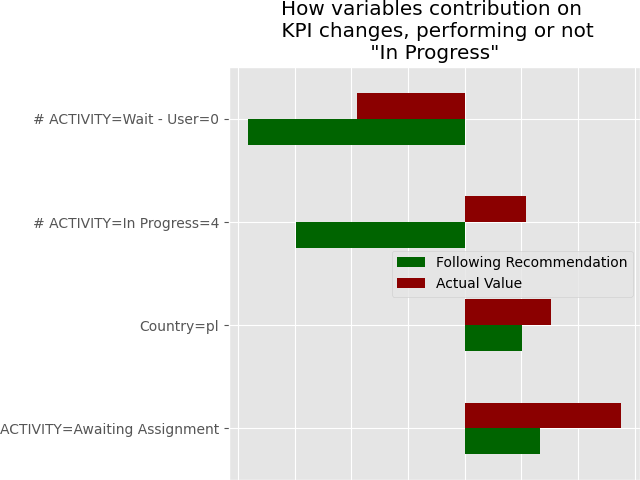 How variables contribution on
KPI changes, performing or not
"In Progress"
# ACTIVITY=Wait - User=0
# ACTIVITY=In Progress=4
Following Recommendation
Actual Value
Country=pl
ACTIVITY=Awaiting Assignment